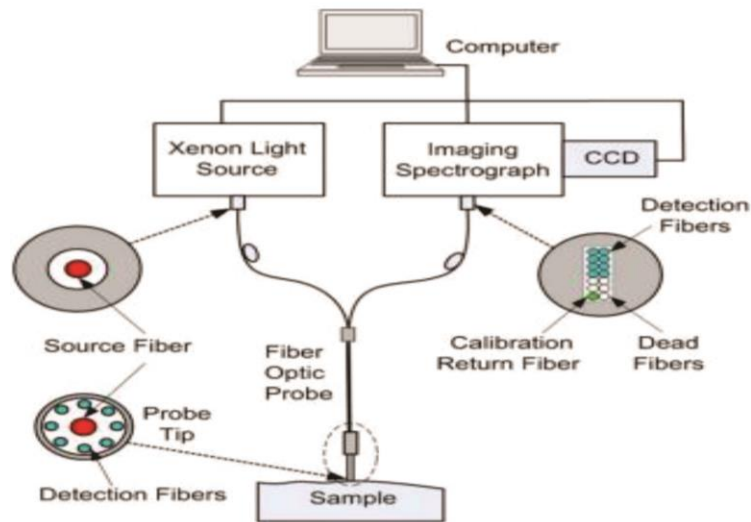 Computer
Xenon Light
Source
Imaging
Spectrograph
CCD
Detection
Fibers
Source Fiber
Fiber
Optic
Probe
Calibration
Return Fiber
Dead
Fibers
Probe
Tip
Detection Fibers
Sample